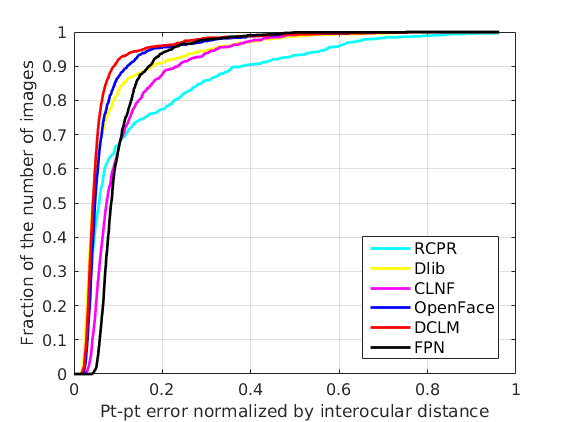 1
0.9
0.8
0.7
0.6
0.5
0.4
0.3
0.2
0.1
0
Fraction of the number of images
RCPR
Dlib
CLNF
OpenFace
DCLM
FPN
0 0.2 0.4 0.6 0.8 1
Pt-pt error normalized by interocular distance